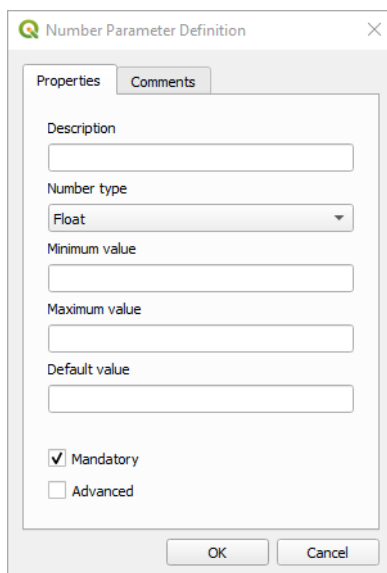 Number Parameter Definition
Properties Comments
Description
Number type
Float
Minimum value
Maximum value
Default value
Mandatory
Advanced
OK Cancel